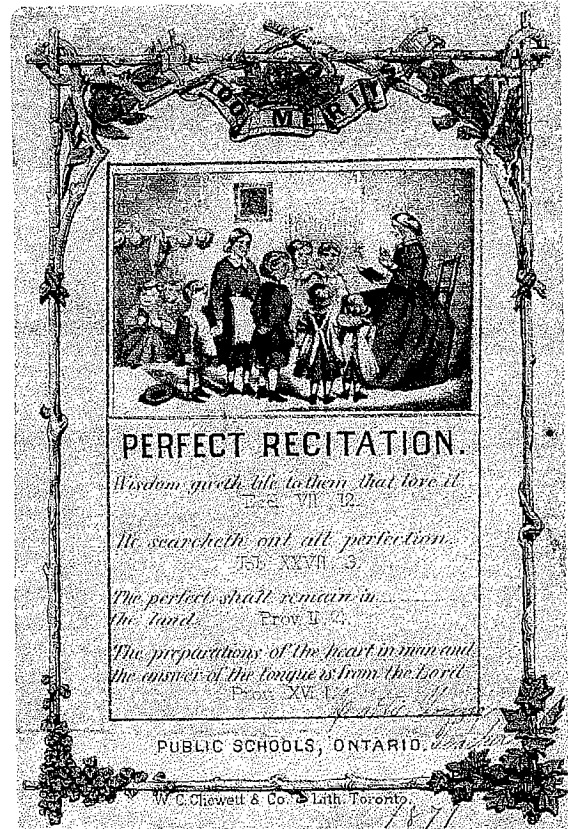 100 MERITS
PERFECT RECITATION.
Wisdom giveth life to them that love it.
VII 12.
He searcheth out all perfection.
Job XXVIII 3.
The perfect shall remain in
the land. Prov II
The preparations of the heart in man and
the answer of the tongue is from the Lord
Prov XVI 1.
PUBLIC SCHOOLS, ONTARIO.
W. C. Chewett & Co. Lith. Toronto.
1871